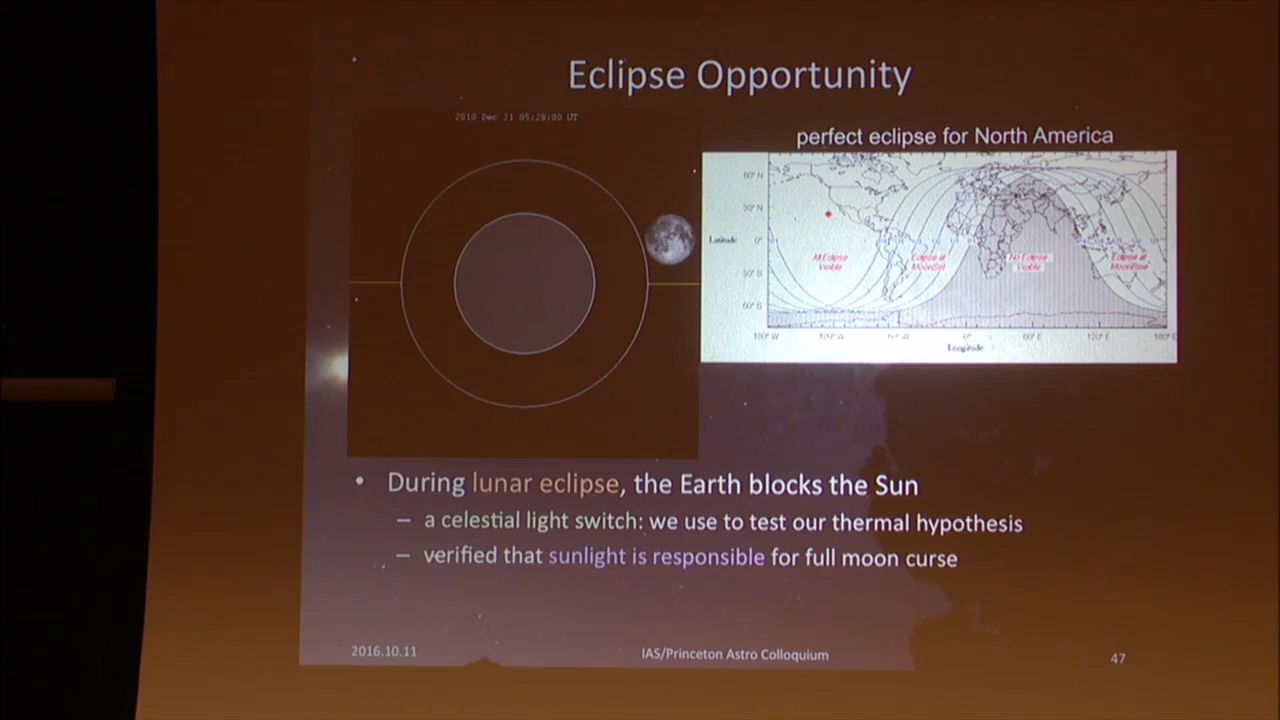 Eclipse Opportunity
2010 Dec 21 05:28:00 UT
perfect eclipse for North America
60° N
30° N
Latitude
0°
30° S
60° S
All Eclipse
Visible
Eclipse at
MoonSet
No Eclipse
Visible
Eclipse at
MoonRise
180° W
120° W
0°
60° E
120° E
180° E
Longitude
• During lunar eclipse, the Earth blocks the Sun
– a celestial light switch: we use to test our thermal hypothesis
– verified that sunlight is responsible for full moon curse
2016.10.11
IAS/Princeton Astro Colloquium
47